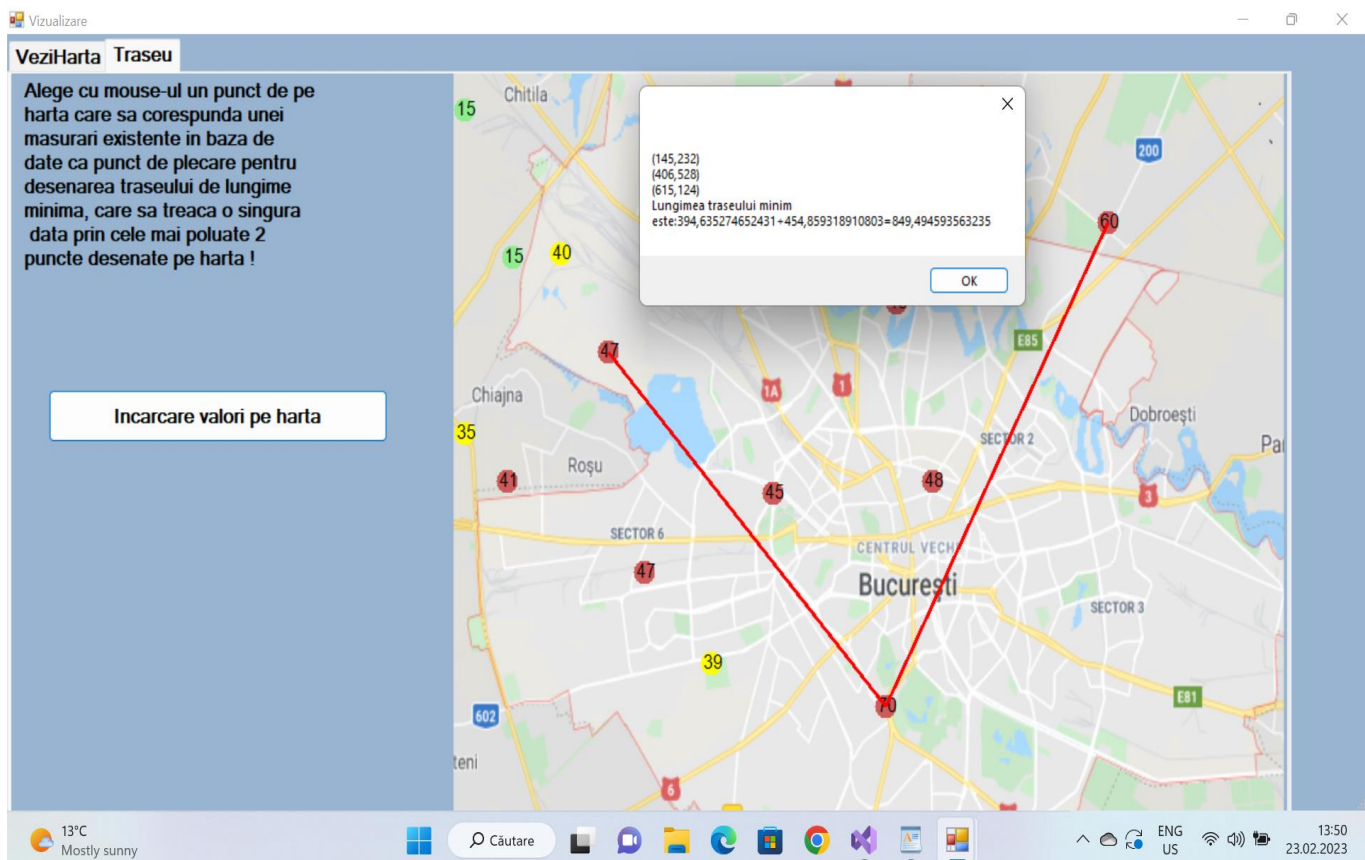 Vizualizare
VeziHarta Traseu
Alege cu mouse-ul un punct de pe
harta care sa corespunda unei
masurari existente in baza de
date ca punct de plecare pentru
desenarea traseului de lungime
minima, care sa treaca o singura
data prin cele mai poluate 2
puncte desenate pe harta !
Incarcare valori pe harta
(145,232)
(406,528)
(615,124)
Lungimea traseului minim
este:394,635274652431+454,859318910803=849,494593563235
OK
Chitila
15
200
60
15
40
E85
47
1A
1
Chiajna
Dobroești
35
SECTOR 2
Roșu
41
45
48
3
SECTOR 6
CENTRUL VECHI
47
București
SECTOR 3
39
E81
70
602
6
13°C
Mostly sunny
Căutare
ENG
US
13:50
23.02.2023